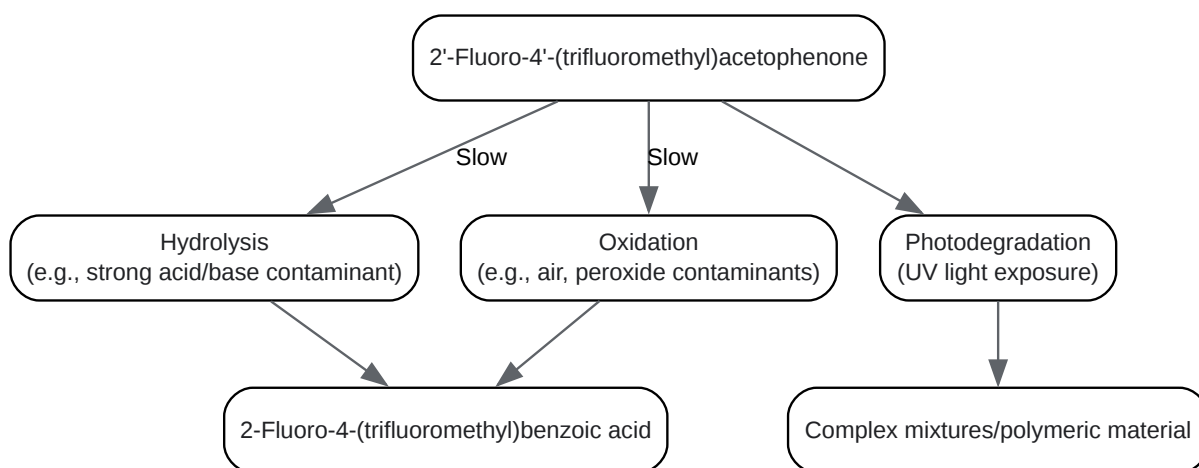 2'-Fluoro-4'-(trifluoromethyl)acetophenone
Slow
Slow
Hydrolysis
(e.g., strong acid/base contaminant)
Oxidation
(e.g., air, peroxide contaminants)
Photodegradation
(UV light exposure)
2-Fluoro-4-(trifluoromethyl)benzoic acid
Complex mixtures/polymeric material